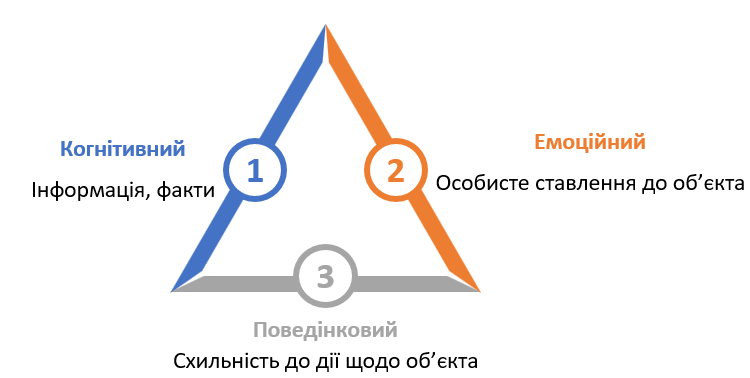 Когнітивний
1
Інформація, факти
Емоційний
2
Особисте ставлення до об’єкта
3
Поведінковий
Схильність до дії щодо об’єкта